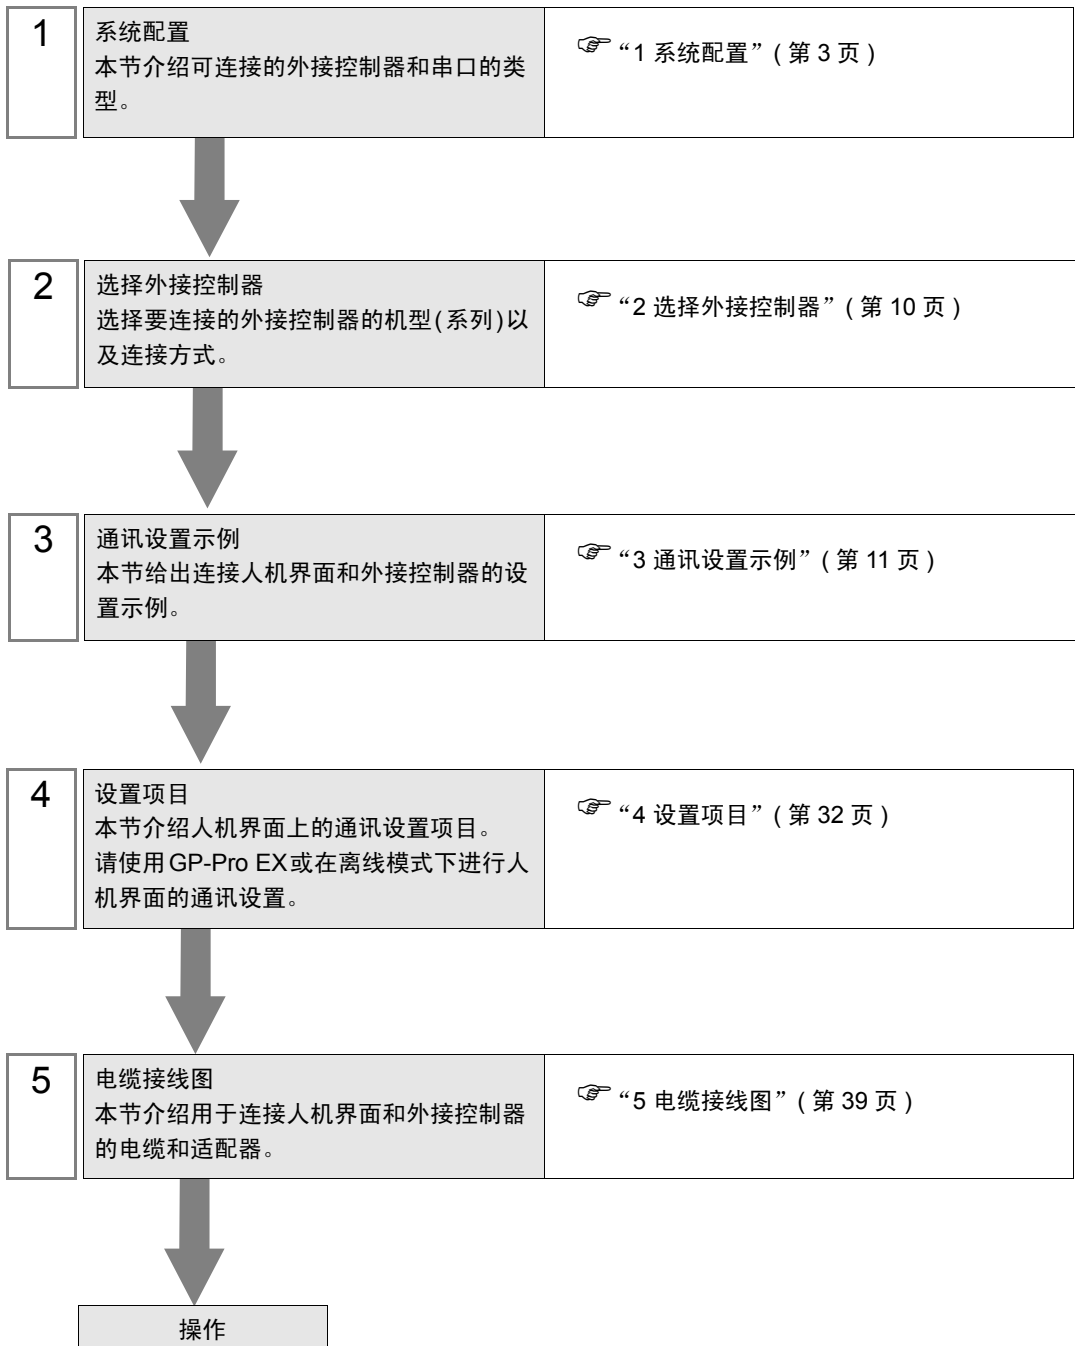 1
系统配置
本节介绍可连接的外接控制器和串口的类
型。
“1 系统配置” ( 第 3 页 )
2
选择外接控制器
选择要连接的外接控制器的机型(系列)以
及连接方式。
“2 选择外接控制器” ( 第 10 页 )
3
通讯设置示例
本节给出连接人机界面和外接控制器的设
置示例。
“3 通讯设置示例” ( 第 11 页 )
4
设置项目
本节介绍人机界面上的通讯设置项目。
请使用GP-Pro EX或在离线模式下进行人
机界面的通讯设置。
“4 设置项目” ( 第 32 页 )
5
电缆接线图
本节介绍用于连接人机界面和外接控制器
的电缆和适配器。
“5 电缆接线图” ( 第 39 页 )
操作